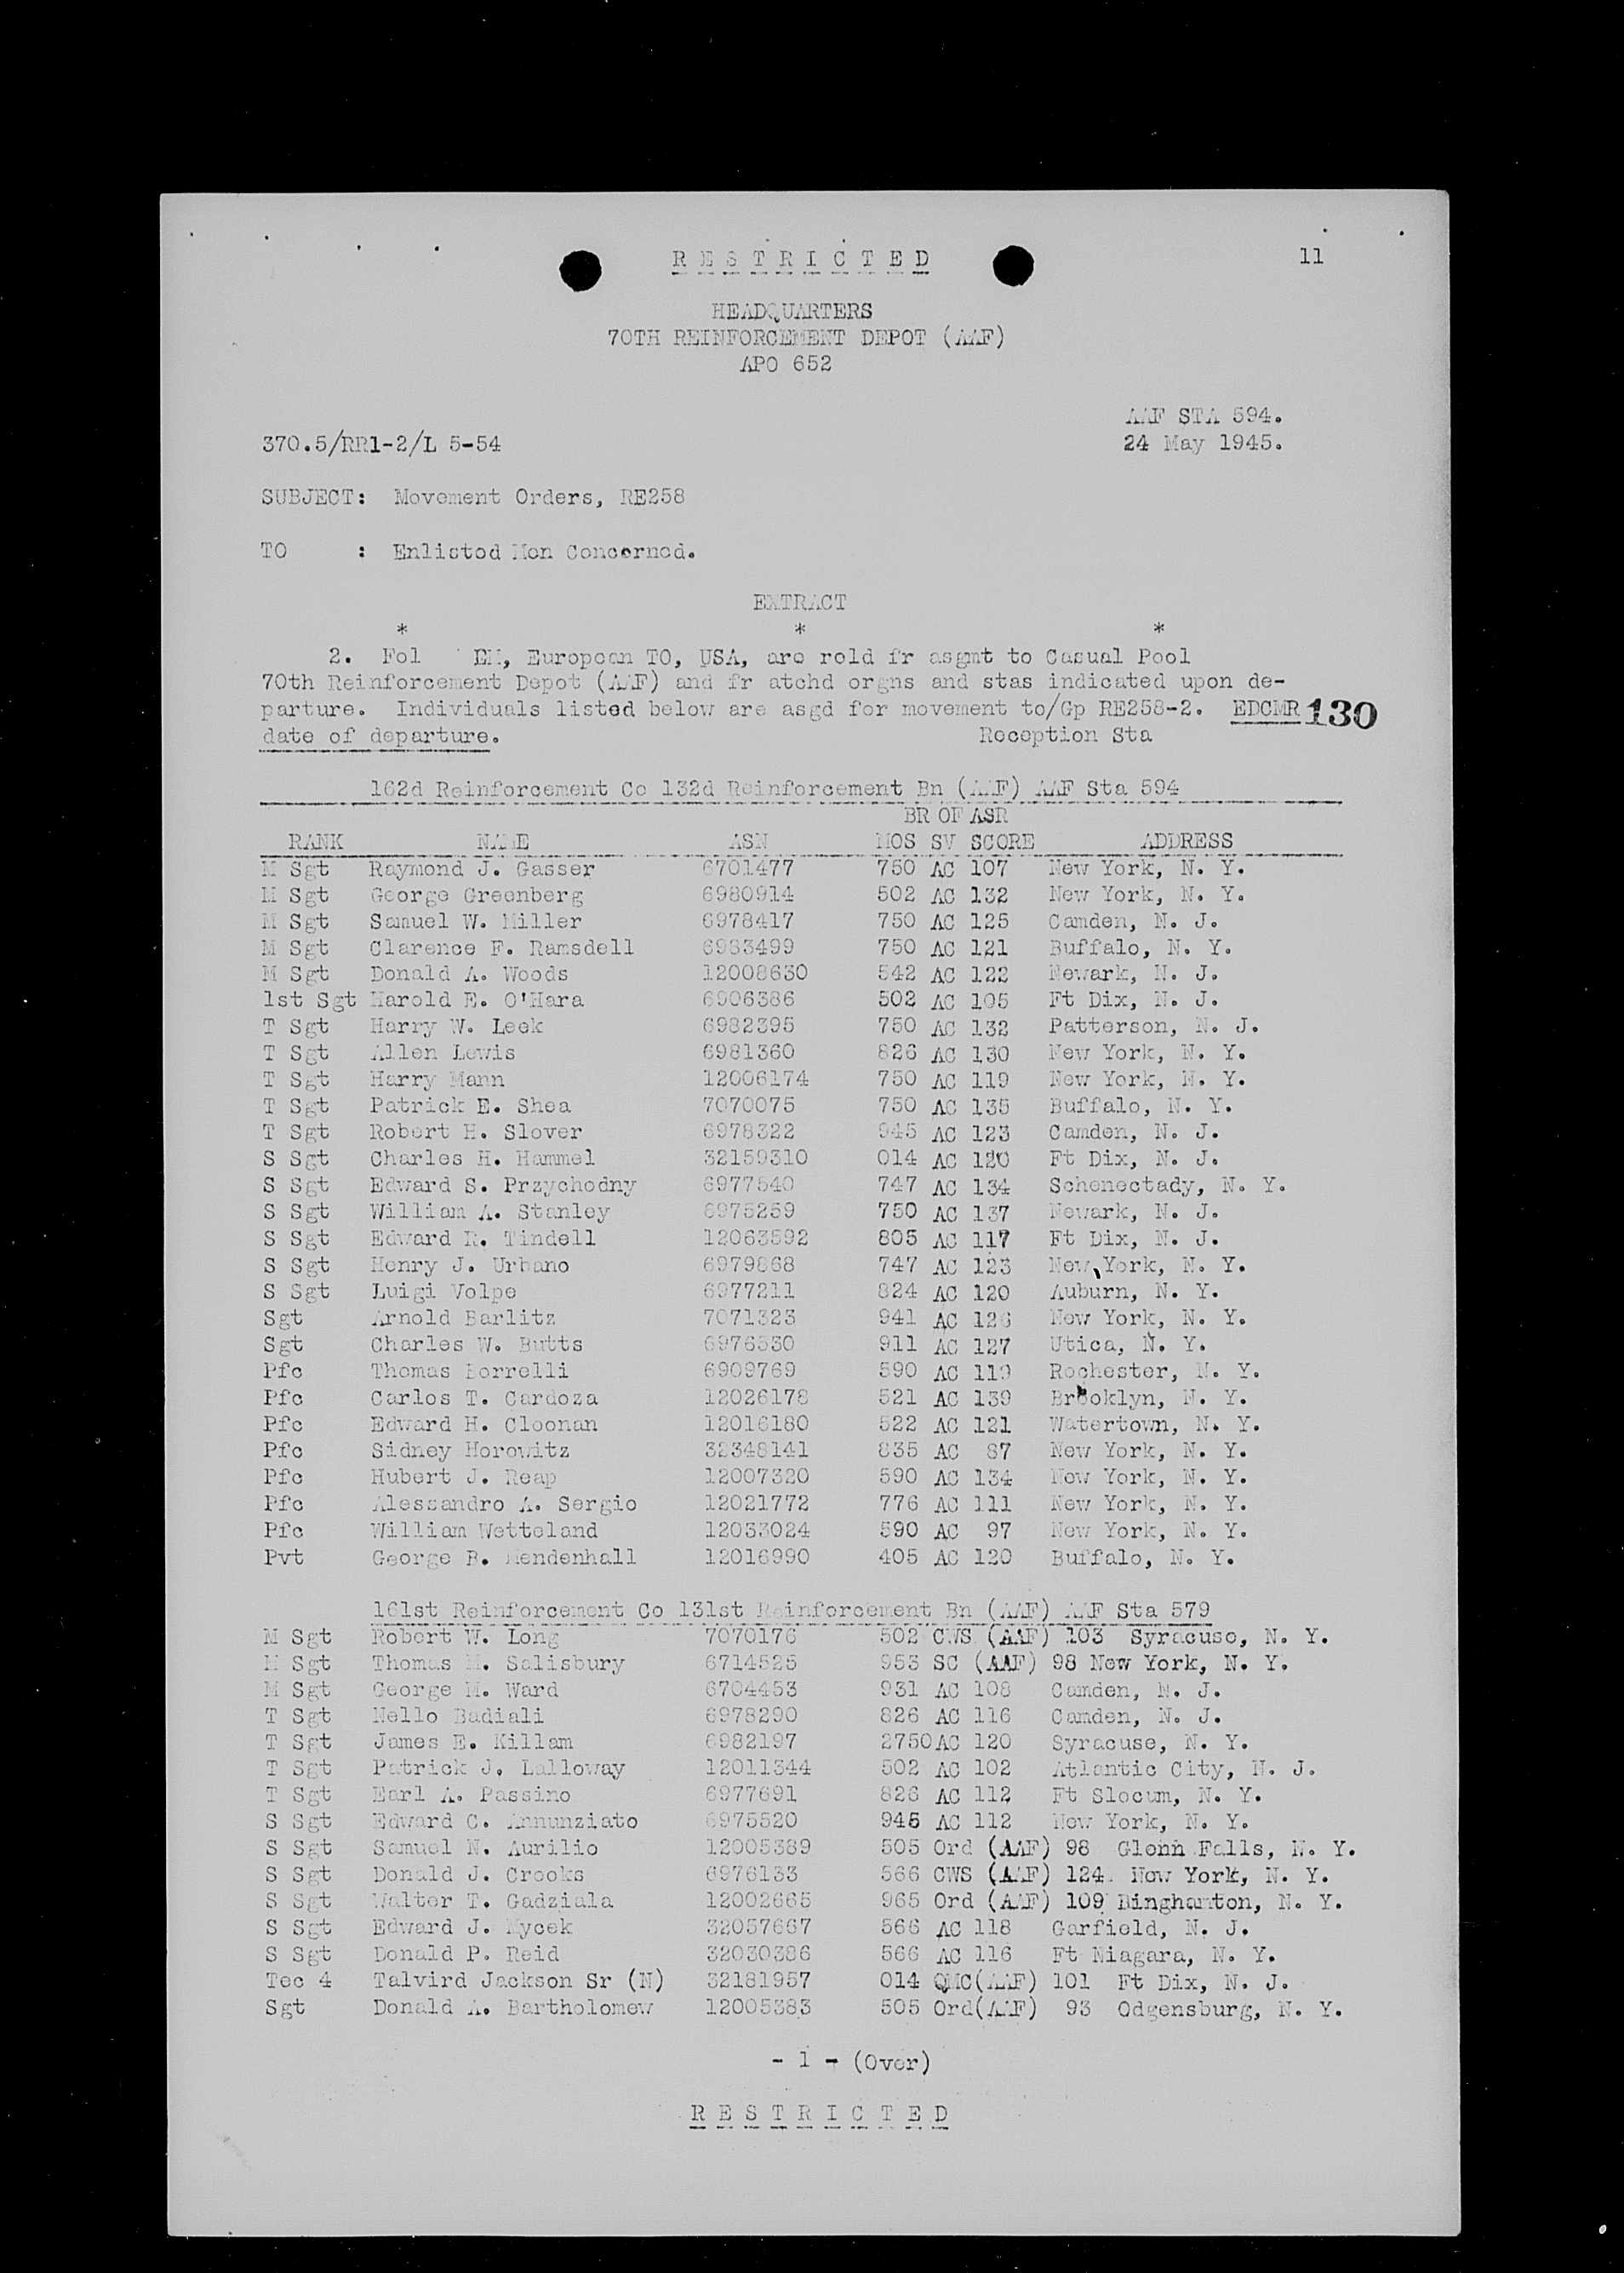 R E S T R I C T E D
11
HEADQUARTERS
70TH REINFORCEMENT DEPOT (AAF)
APO 652
AAF STA 594.
370.5/RR1-2/L 5-54 24 May 1945.
SUBJECT: Movement Orders, RE258
TO : Enlisted Men Concerned.
EXTRACT
* * *
2. Fol EM, European TO, USA, are reld fr asgmt to Casual Pool
70th Reinforcement Depot (AAF) and fr atchd orgns and stas indicated upon de-
parture. Individuals listed below are asgd for movement to/Gp RE258-2. EDCMR 130
date of departure. Reception Sta
162d Reinforcement Co 132d Reinforcement Bn (AAF) AAF Sta 594
BR OF ASR
RANK NAME ASN MOS SV SCORE ADDRESS
M Sgt Raymond J. Gasser 6701477 750 AC 107 New York, N. Y.
M Sgt George Greenberg 6980914 502 AC 132 New York, N. Y.
M Sgt Samuel W. Miller 6978417 750 AC 125 Camden, N. J.
M Sgt Clarence F. Ramsdell 6983499 750 AC 121 Buffalo, N. Y.
M Sgt Donald A. Woods 12008630 542 AC 122 Newark, N. J.
1st Sgt Harold E. O'Hara 6906386 502 AC 105 Ft Dix, N. J.
T Sgt Harry W. Leek 6982395 750 AC 132 Patterson, N. J.
T Sgt Allen Lewis 6981360 826 AC 130 New York, N. Y.
T Sgt Harry Mann 12006174 750 AC 119 New York, N. Y.
T Sgt Patrick E. Shea 7070075 750 AC 135 Buffalo, N. Y.
T Sgt Robert H. Slover 6978322 945 AC 123 Camden, N. J.
S Sgt Charles H. Hammel 32159310 014 AC 120 Ft Dix, N. J.
S Sgt Edward S. Przychodny 6977540 747 AC 134 Schenectady, N. Y.
S Sgt William A. Stanley 6975259 750 AC 137 Newark, N. J.
S Sgt Edward R. Tindell 12063592 805 AC 117 Ft Dix, N. J.
S Sgt Henry J. Urbano 6979868 747 AC 123 New York, N. Y.
S Sgt Luigi Volpe 6977211 824 AC 120 Auburn, N. Y.
Sgt Arnold Barlitz 7071323 941 AC 126 New York, N. Y.
Sgt Charles W. Butts 6976530 911 AC 127 Utica, N. Y.
Pfc Thomas Borrelli 6909769 590 AC 119 Rochester, N. Y.
Pfc Carlos T. Cardoza 12026178 521 AC 139 Brooklyn, N. Y.
Pfc Edward H. Cloonan 12016180 522 AC 121 Watertown, N. Y.
Pfc Sidney Horowitz 32348141 835 AC 87 New York, N. Y.
Pfc Hubert J. Reap 12007320 590 AC 134 New York, N. Y.
Pfc Alessandro A. Sergio 12021772 776 AC 111 New York, N. Y.
Pfc William Wetteland 12033024 590 AC 97 New York, N. Y.
Pvt George B. Mendenhall 12016990 405 AC 120 Buffalo, N. Y.
161st Reinforcement Co 131st Reinforcement Bn (AAF) AAF Sta 579
M Sgt Robert W. Long 7070176 502 CWS (AAF) 103 Syracuse, N. Y.
M Sgt Thomas M. Salisbury 6714525 953 SC (AAF) 98 New York, N. Y.
M Sgt George M. Ward 6704453 931 AC 108 Camden, N. J.
T Sgt Nello Badiali 6978290 826 AC 116 Camden, N. J.
T Sgt James E. Killam 6982197 2750 AC 120 Syracuse, N. Y.
T Sgt Patrick J. Lalloway 12011344 502 AC 102 Atlantic City, N. J.
T Sgt Earl A. Passino 6977691 826 AC 112 Ft Slocum, N. Y.
S Sgt Edward C. Annunziato 6975520 945 AC 112 New York, N. Y.
S Sgt Samuel N. Aurilio 12005389 505 Ord (AAF) 98 Glenn Falls, N. Y.
S Sgt Donald J. Crooks 6976133 566 CWS (AAF) 124 New York, N. Y.
S Sgt Walter T. Gadziala 12002665 965 Ord (AAF) 109 Binghamton, N. Y.
S Sgt Edward J. Kycek 32057667 566 AC 118 Garfield, N. J.
S Sgt Donald P. Reid 32030386 566 AC 116 Ft Niagara, N. Y.
Tec 4 Talvird Jackson Sr (N) 32181957 014 QMC(AAF) 101 Ft Dix, N. J.
Sgt Donald A. Bartholomew 12005383 505 Ord(AAF) 93 Odgensburg, N. Y.
- 1 - (Over)
R E S T R I C T E D